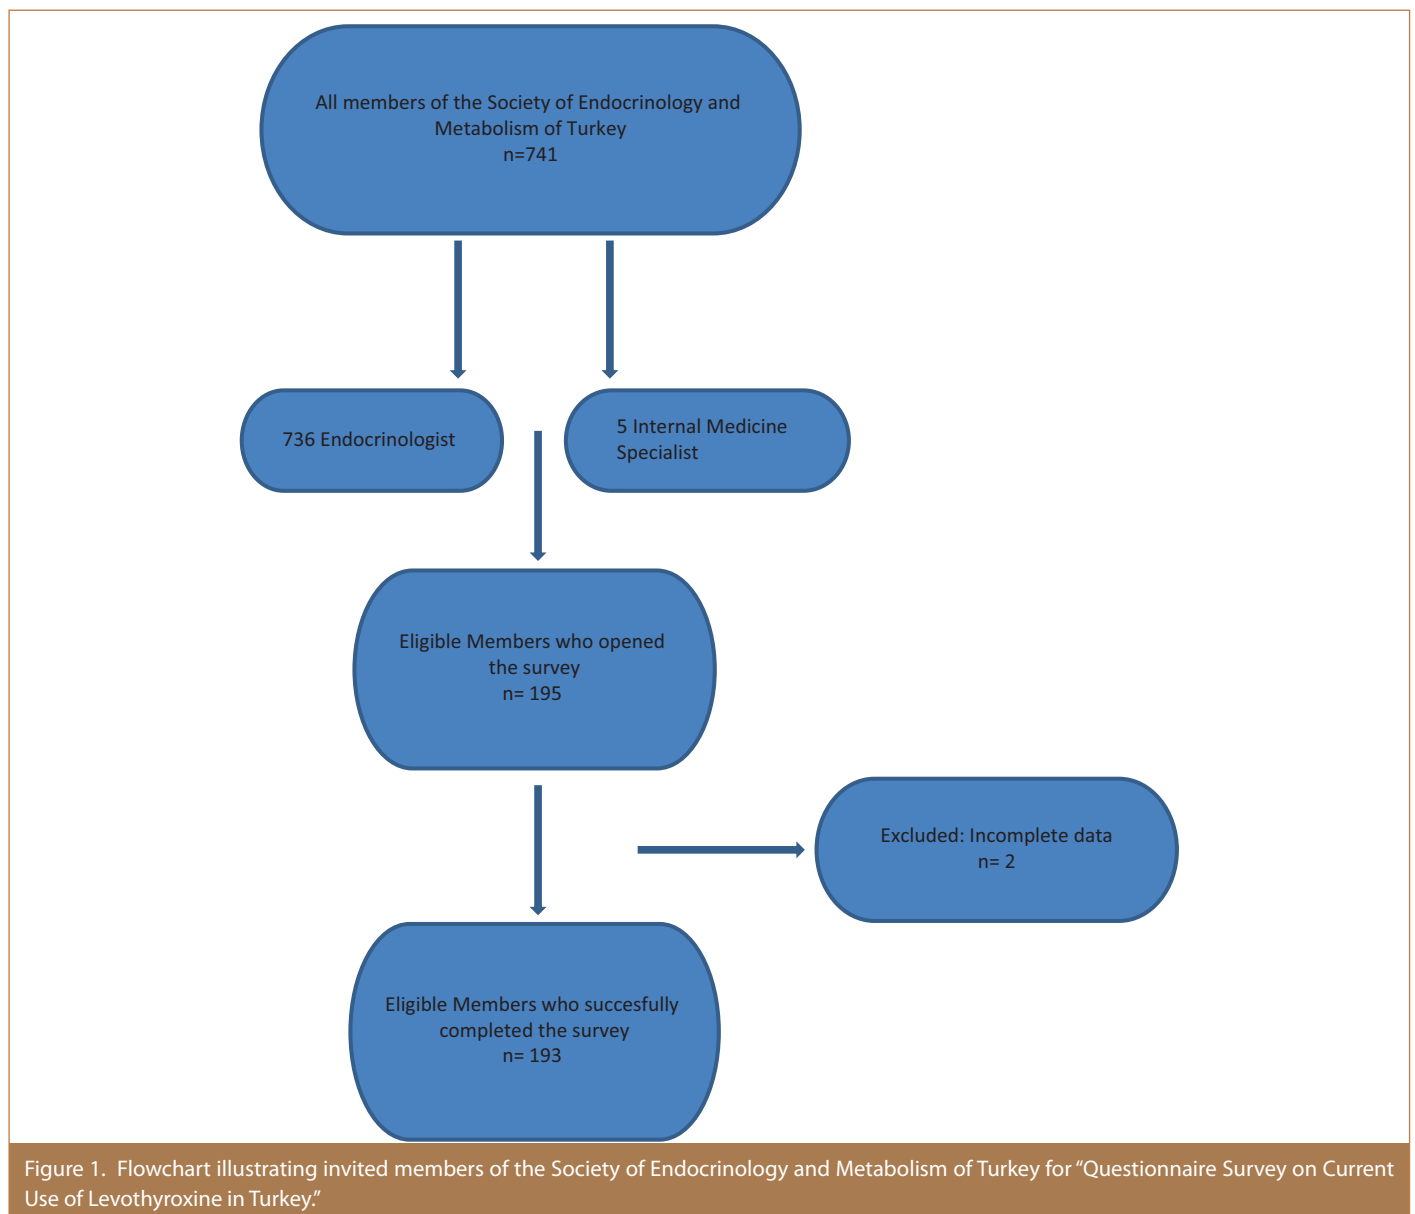 All members of the Society of Endocrinology and
Metabolism of Turkey
n=741
736 Endocrinologist
5 Internal Medicine
Specialist
Eligible Members who opened
the survey
n= 195
Excluded: Incomplete data
n= 2
Eligible Members who succesfully
completed the survey
n= 193
Figure 1. Flowchart illustrating invited members of the Society of Endocrinology and Metabolism of Turkey for “Questionnaire Survey on Current
Use of Levothyroxine in Turkey.”